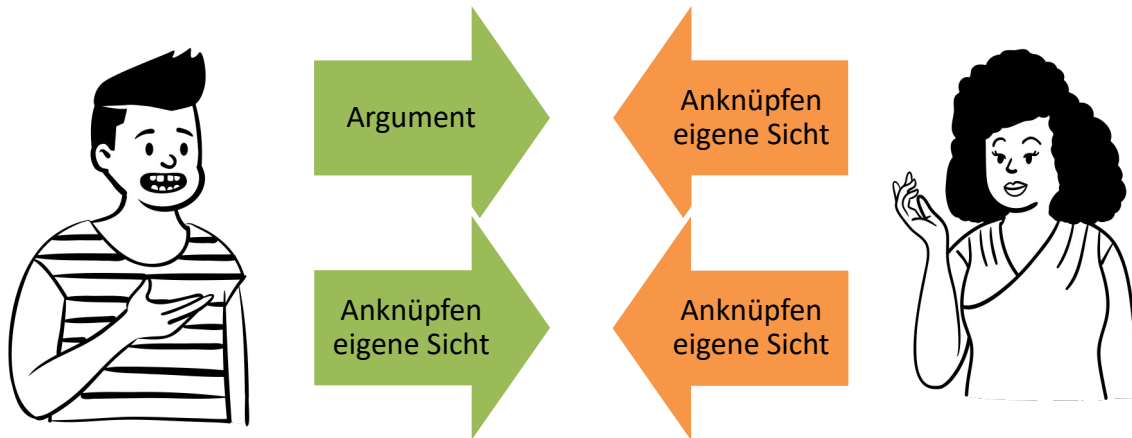 Argument
Anknüpfen
eigene Sicht
Anknüpfen
eigene Sicht
Anknüpfen
eigene Sicht